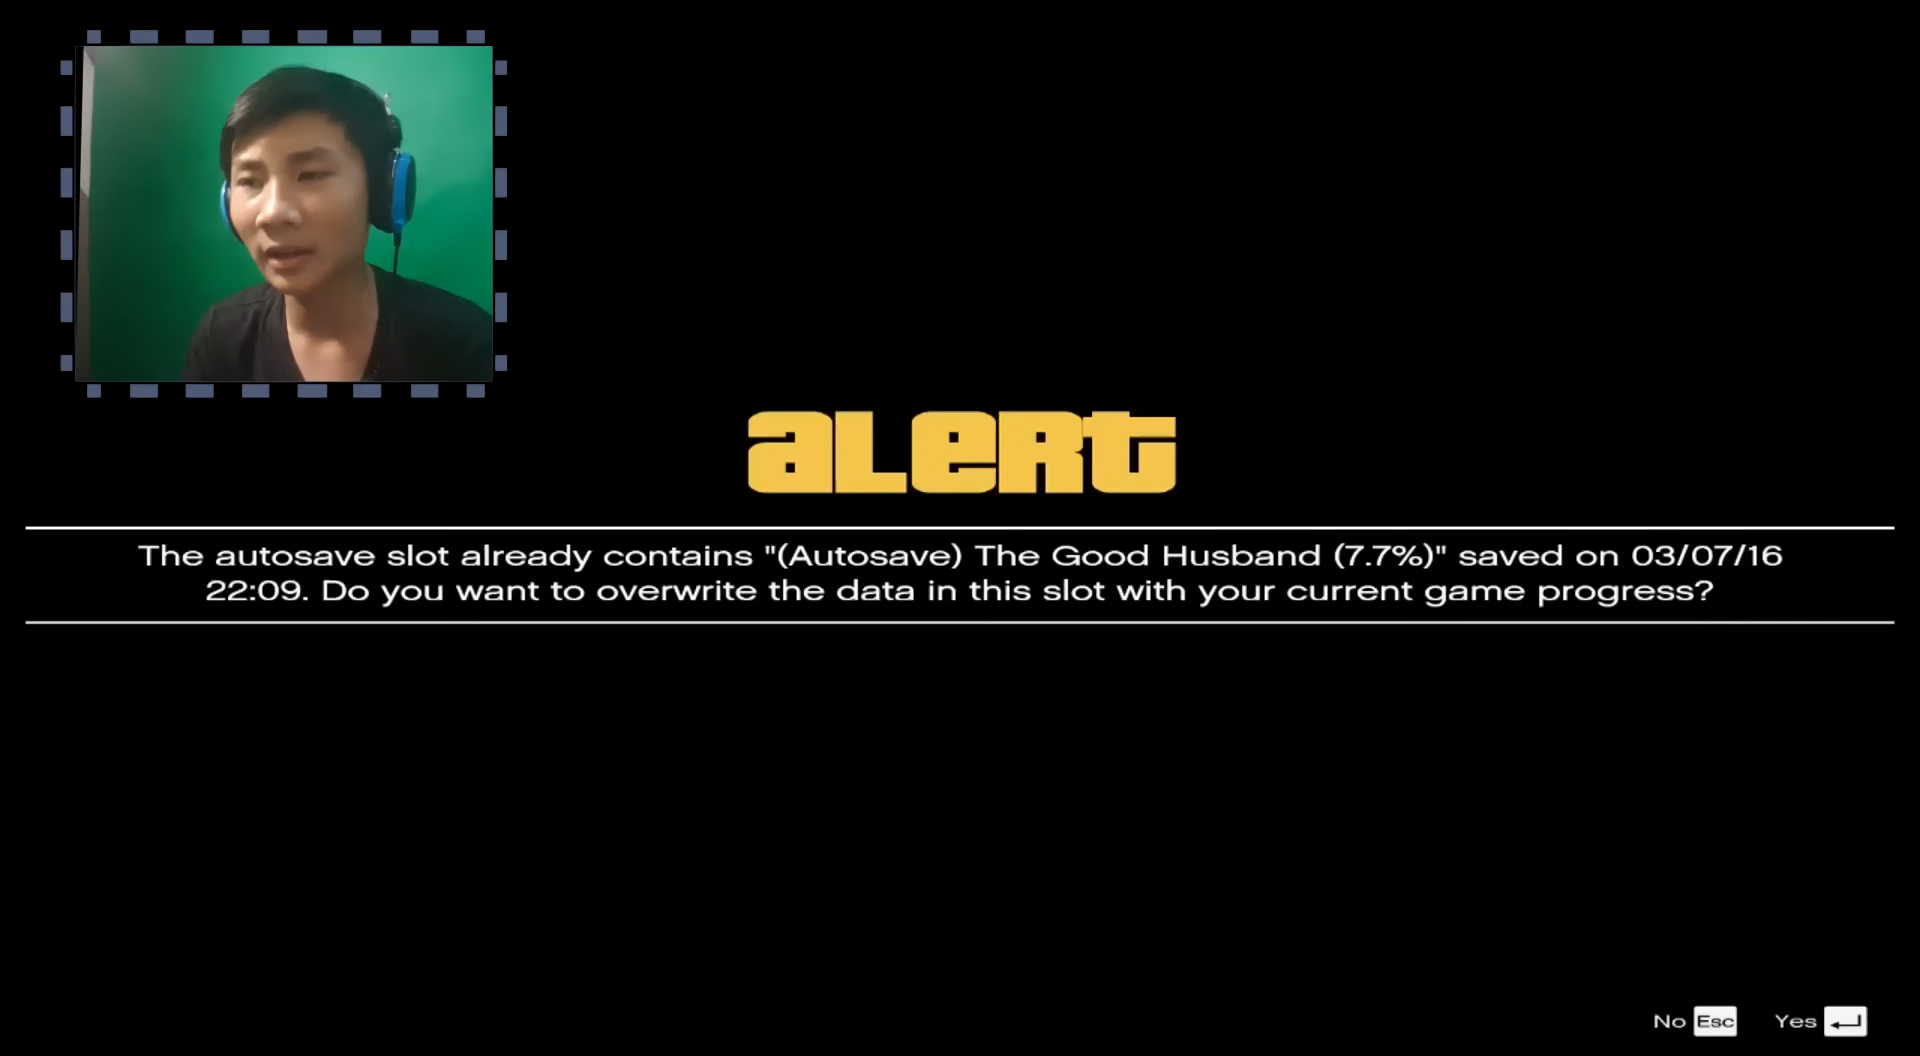 aLeRt
The autosave slot already contains "(Autosave) The Good Husband (7.7%)" saved on 03/07/16
22:09. Do you want to overwrite the data in this slot with your current game progress?
No Esc Yes